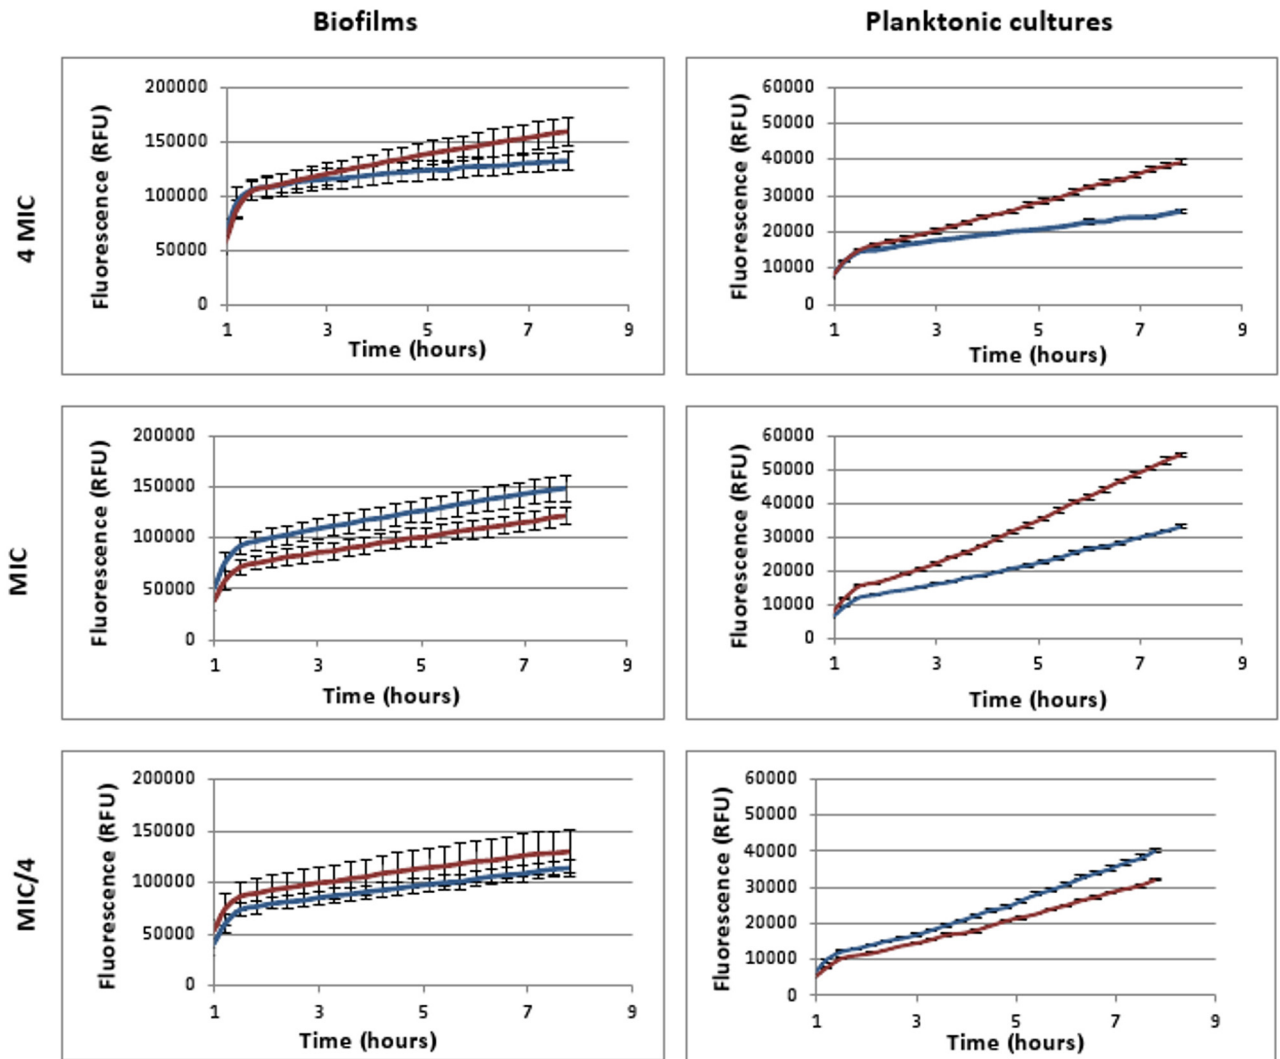 Biofilms
Planktonic cultures
4 MIC
Fluorescence (RFU)
200000
150000
100000
50000
0
1 3 5 7 9
Time (hours)
Fluorescence (RFU)
60000
50000
40000
30000
20000
10000
0
1 3 5 7 9
Time (hours)
MIC
Fluorescence (RFU)
200000
150000
100000
50000
0
1 3 5 7 9
Time (hours)
Fluorescence (RFU)
60000
50000
40000
30000
20000
10000
0
1 3 5 7 9
Time (hours)
MIC/4
Fluorescence (RFU)
200000
150000
100000
50000
0
1 3 5 7 9
Time (hours)
Fluorescence (RFU)
60000
50000
40000
30000
20000
10000
0
1 3 5 7 9
Time (hours)